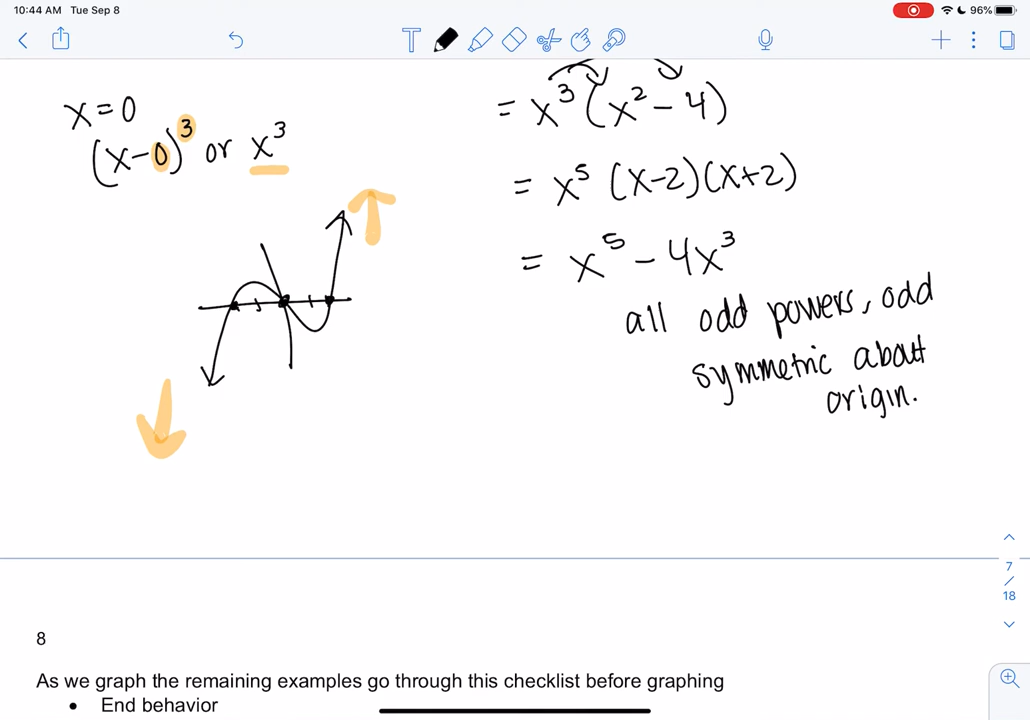 10:44 AM Tue Sep 8
96%
T
x=0
(x-0)³ or x³
= x³(x²-4)
= x⁵ (x-2)(x+2)
= x⁵ - 4x³
all odd powers, odd
symmetric about
origin.
7
/
18
8
As we graph the remaining examples go through this checklist before graphing
• End behavior